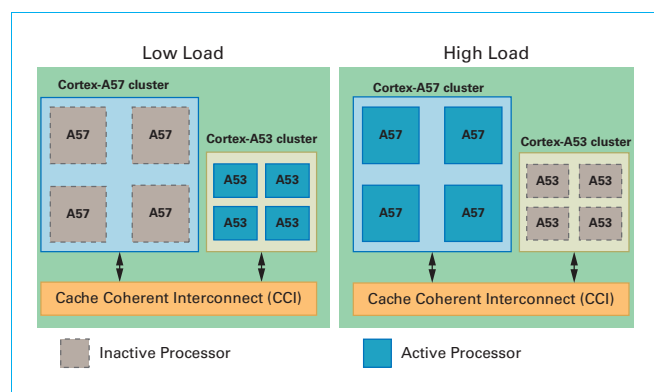 Low Load
Cortex-A57 cluster
A57 A57
Cortex-A53 cluster
A53 A53
A57 A57
A53 A53
Cache Coherent Interconnect (CCI)
High Load
Cortex-A57 cluster
A57 A57
Cortex-A53 cluster
A53 A53
A57 A57
A53 A53
Cache Coherent Interconnect (CCI)
Inactive Processor
Active Processor